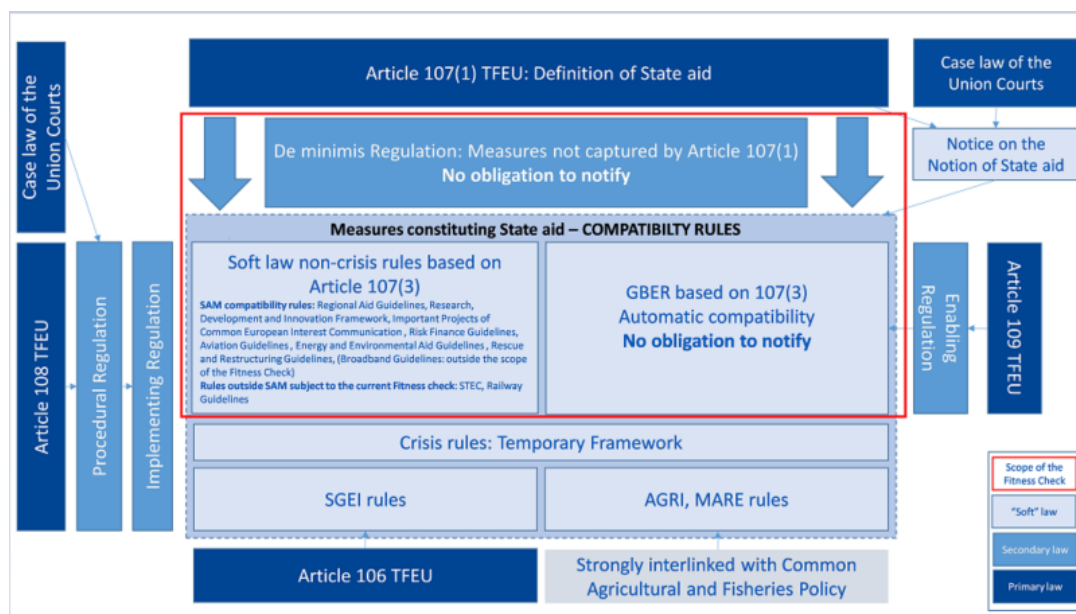 Article 107(1) TFEU: Definition of State aid
Case law of the
Union Courts
Case law of the
Union Courts
De minimis Regulation: Measures not captured by Article 107(1)
No obligation to notify
Notice on the
Notion of State aid
Measures constituting State aid – COMPATIBILTY RULES
Soft law non-crisis rules based on
Article 107(3)
SAM compatibility rules: Regional Aid Guidelines, Research,
Development and Innovation Framework, Important Projects of
Common European Interest Communication , Risk Finance Guidelines,
Aviation Guidelines , Energy and Environmental Aid Guidelines , Rescue
and Restructuring Guidelines, (Broadband Guidelines: outside the scope
of the Fitness Check)
Rules outside SAM subject to the current Fitness check: STEC, Railway
Guidelines
GBER based on 107(3)
Automatic compatibility
No obligation to notify
Article 108 TFEU
Procedural Regulation
Implementing Regulation
Enabling
Regulation
Article 109 TFEU
Crisis rules: Temporary Framework
SGEI rules
AGRI, MARE rules
Article 106 TFEU
Strongly interlinked with Common
Agricultural and Fisheries Policy
Scope of the
Fitness Check
"Soft" law
Secondary law
Primary law